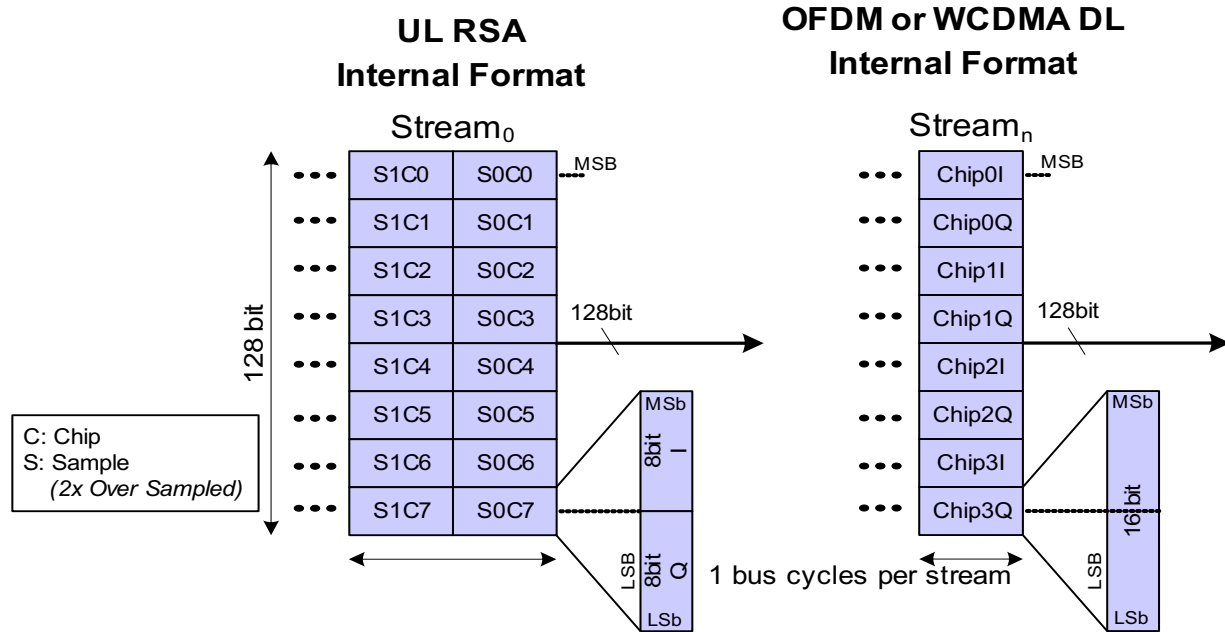 UL RSA
Internal Format
OFDM or WCDMA DL
Internal Format
Stream0
Streamn
128 bit
S1C0 S0C0 MSB
S1C1 S0C1
S1C2 S0C2
S1C3 S0C3
S1C4 S0C4
S1C5 S0C5
S1C6 S0C6
S1C7 S0C7
128bit
MSb
8bit I
8bit Q
LSB
LSb
Chip0I MSB
Chip0Q
Chip1I
Chip1Q
Chip2I
Chip2Q
Chip3I
Chip3Q
128bit
MSb
16 bit
LSB
LSb
1 bus cycles per stream
C: Chip
S: Sample
(2x Over Sampled)